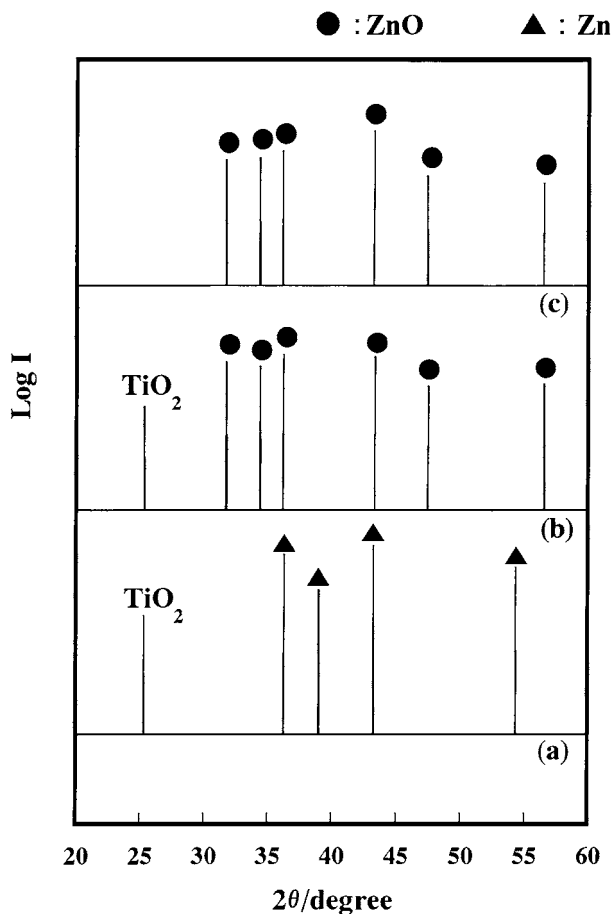 ● : ZnO ▲ : Zn
(c)
TiO₂
(b)
TiO₂
(a)
Log I
20 25 30 35 40 45 50 55 60
2θ/degree